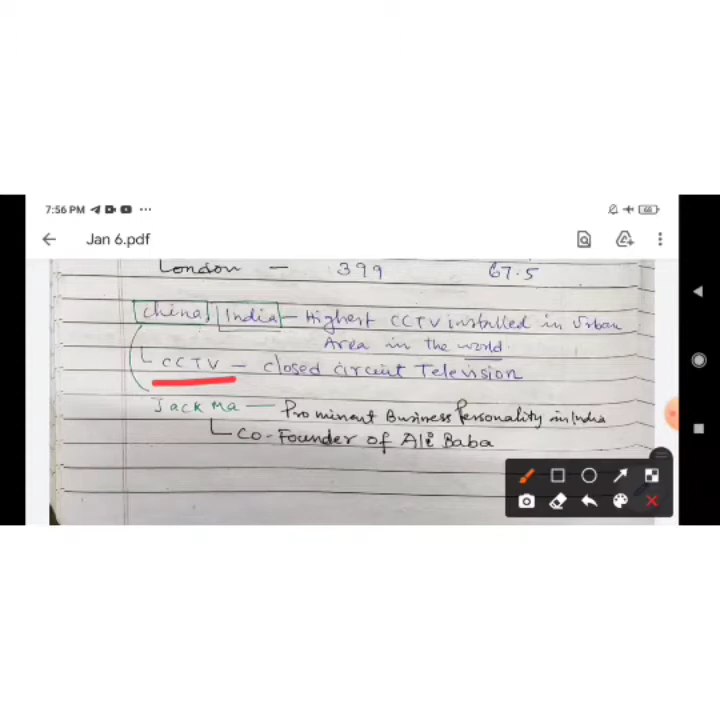 7:56 PM ...
60
Jan 6.pdf
London - 399 67.5
China India - Highest CCTV installed in Urban
Area in the world.
CCTV - Closed Circuit Television
Jack Ma - Prominent Business Personality in India
Co-Founder of Ali Baba